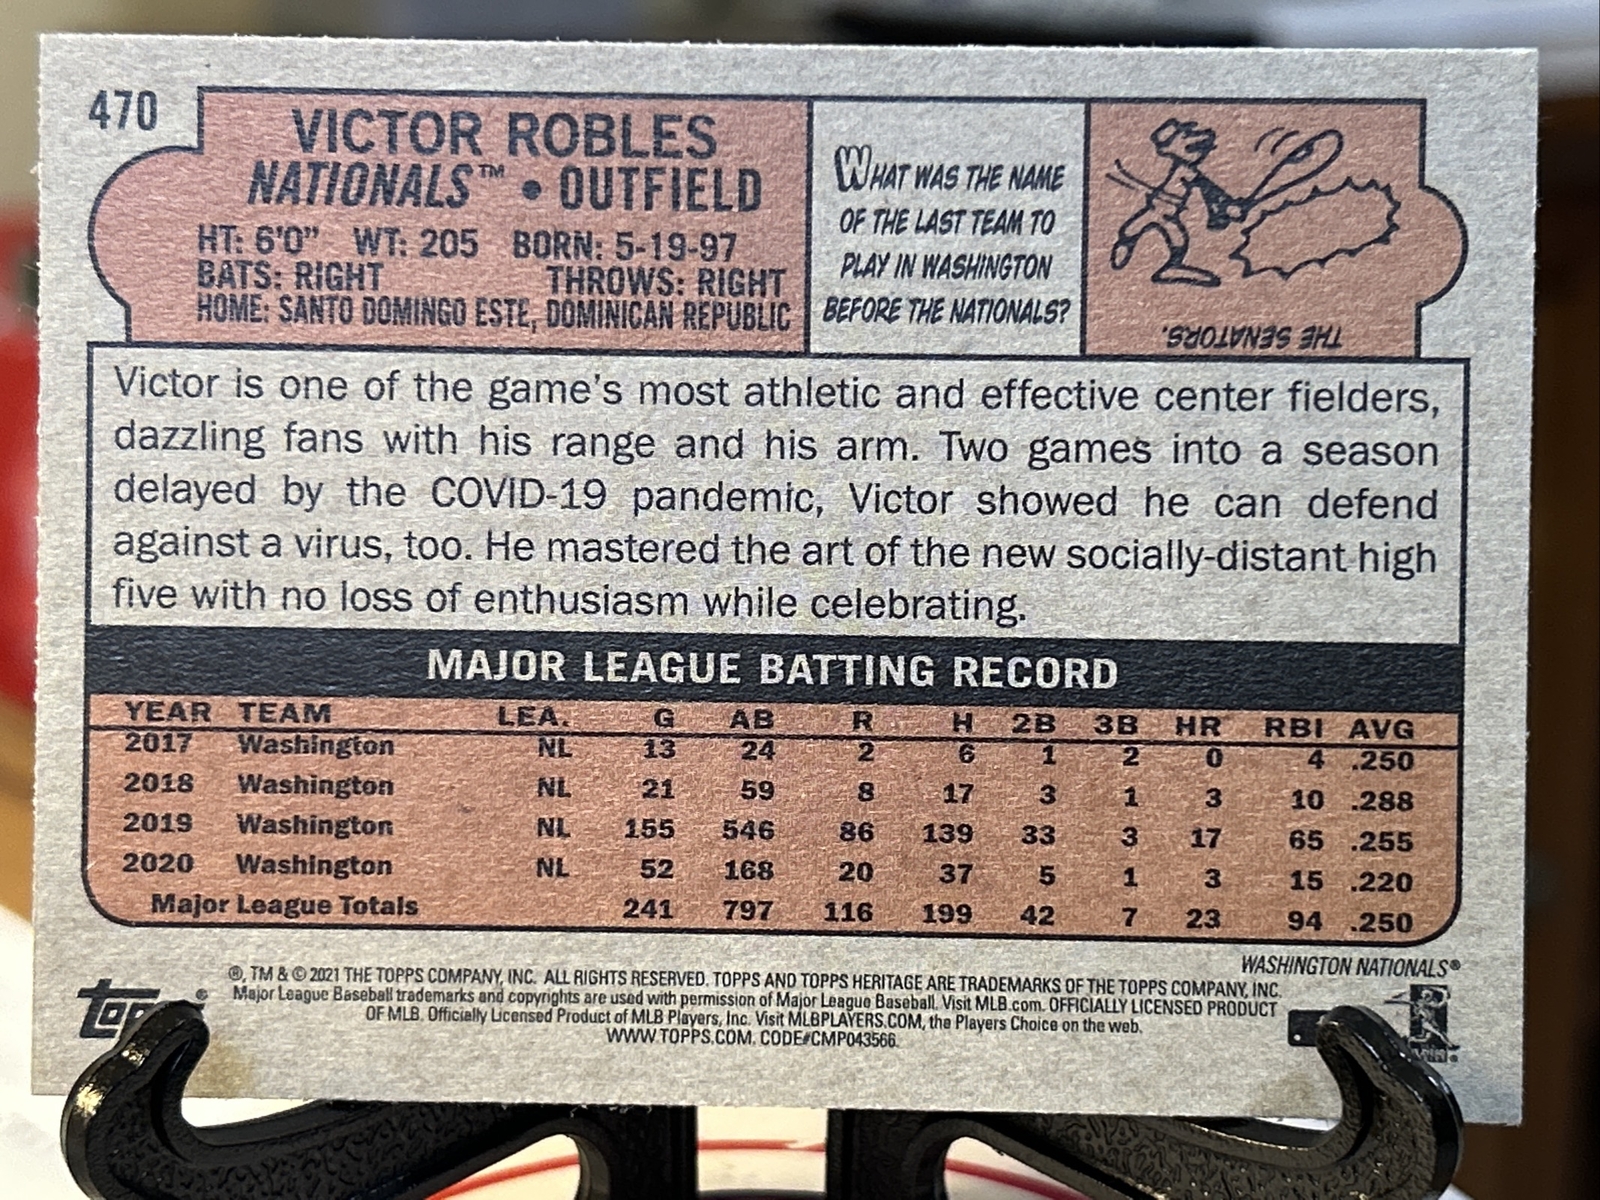 470
VICTOR ROBLES
NATIONALS™ • OUTFIELD
HT: 6'0" WT: 205 BORN: 5-19-97
BATS: RIGHT THROWS: RIGHT
HOME: SANTO DOMINGO ESTE, DOMINICAN REPUBLIC
WHAT WAS THE NAME
OF THE LAST TEAM TO
PLAY IN WASHINGTON
BEFORE THE NATIONALS?
THE SENATORS.
Victor is one of the game's most athletic and effective center fielders,
dazzling fans with his range and his arm. Two games into a season
delayed by the COVID-19 pandemic, Victor showed he can defend
against a virus, too. He mastered the art of the new socially-distant high
five with no loss of enthusiasm while celebrating.
MAJOR LEAGUE BATTING RECORD
YEAR TEAM LEA. G AB R H 2B 3B HR RBI AVG
2017 Washington NL 13 24 2 6 1 2 0 4 .250
2018 Washington NL 21 59 8 17 3 1 3 10 .288
2019 Washington NL 155 546 86 139 33 3 17 65 .255
2020 Washington NL 52 168 20 37 5 1 3 15 .220
Major League Totals 241 797 116 199 42 7 23 94 .250
WASHINGTON NATIONALS®
®, TM & © 2021 THE TOPPS COMPANY, INC. ALL RIGHTS RESERVED. TOPPS AND TOPPS HERITAGE ARE TRADEMARKS OF THE TOPPS COMPANY, INC.
Major League Baseball trademarks and copyrights are used with permission of Major League Baseball. Visit MLB.com. OFFICIALLY LICENSED PRODUCT
OF MLB. Officially Licensed Product of MLB Players, Inc. Visit MLBPLAYERS.COM, the Players Choice on the web.
WWW.TOPPS.COM. CODE#CMP043566.
Topps®